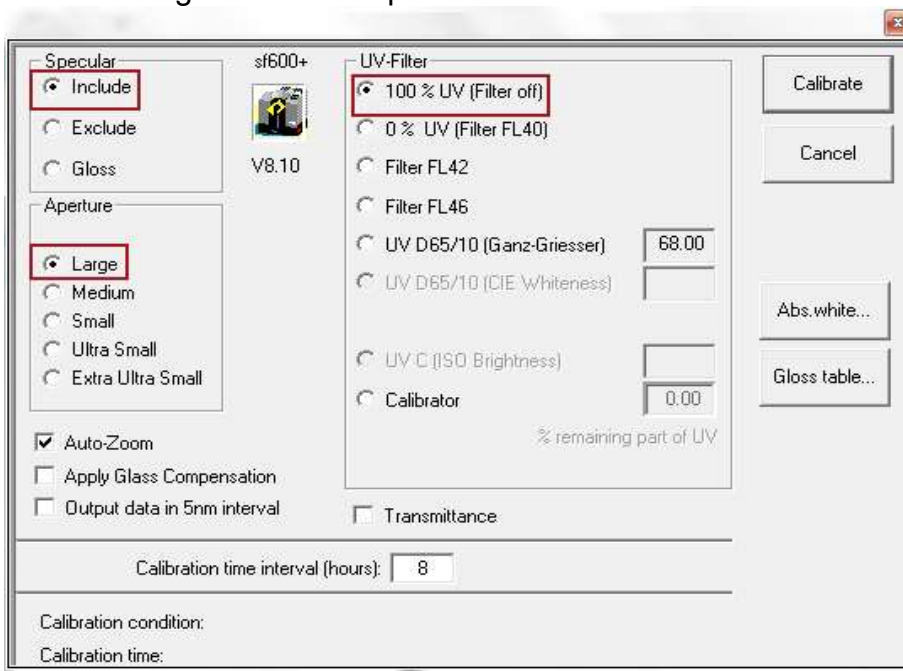 Specular
Include
Exclude
Gloss
sf600+
V8.10
Aperture
Large
Medium
Small
Ultra Small
Extra Ultra Small
Auto-Zoom
Apply Glass Compensation
Output data in 5nm interval
UV-Filter
100 % UV (Filter off)
0 % UV (Filter FL40)
Filter FL42
Filter FL46
UV D65/10 (Ganz-Griesser) 68.00
UV D65/10 (CIE Whiteness)
UV C (ISO Brightness)
Calibrator 0.00
% remaining part of UV
Transmittance
Calibrate
Cancel
Abs.white...
Gloss table...
Calibration time interval (hours): 8
Calibration condition:
Calibration time: